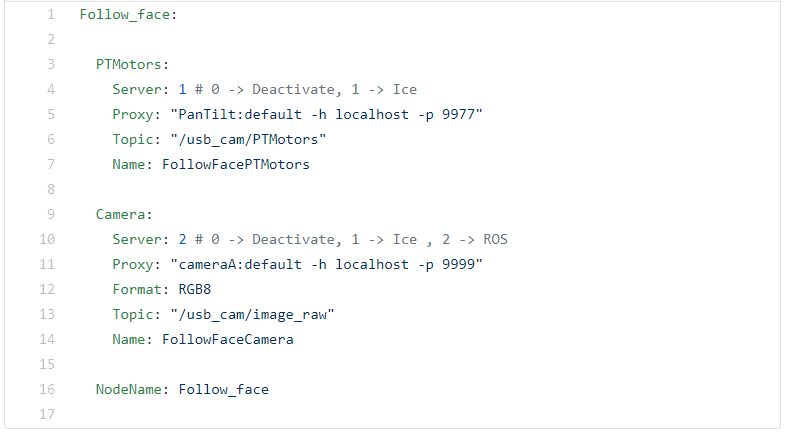 1 Follow_face:
2
3 PTMotors:
4 Server: 1 # 0 -> Deactivate, 1 -> Ice
5 Proxy: "PanTilt:default -h localhost -p 9977"
6 Topic: "/usb_cam/PTMotors"
7 Name: FollowFacePTMotors
8
9 Camera:
10 Server: 2 # 0 -> Deactivate, 1 -> Ice , 2 -> ROS
11 Proxy: "cameraA:default -h localhost -p 9999"
12 Format: RGB8
13 Topic: "/usb_cam/image_raw"
14 Name: FollowFaceCamera
15
16 NodeName: Follow_face
17